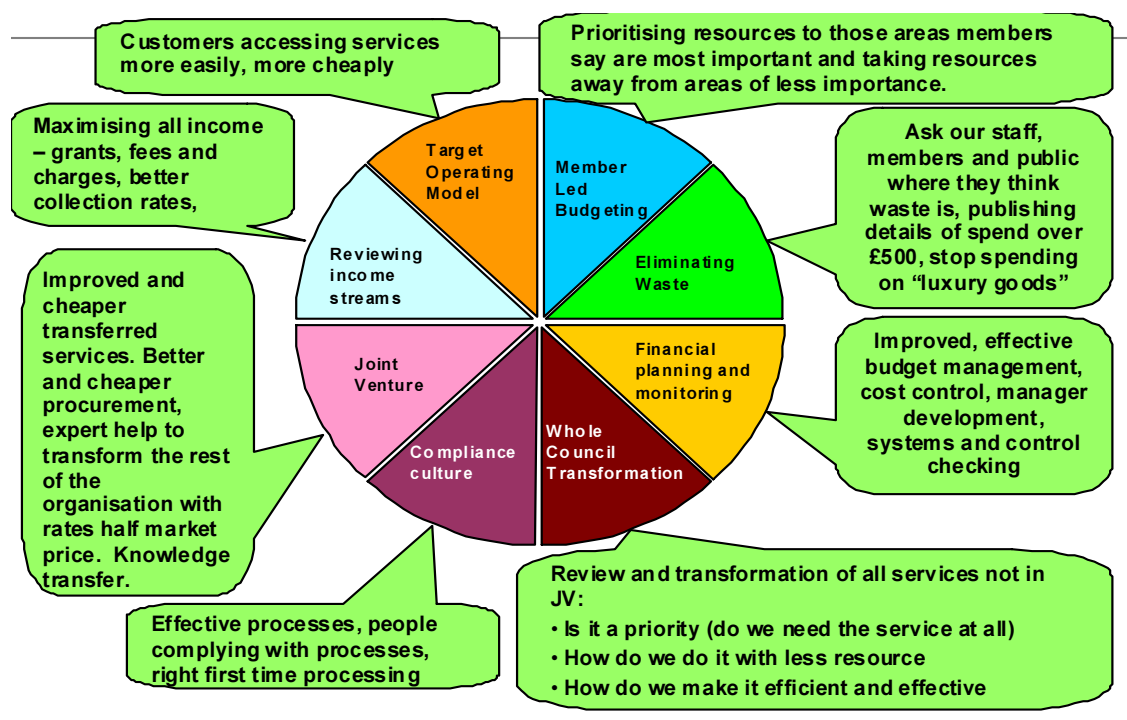 Customers accessing services
more easily, more cheaply
Prioritising resources to those areas members
say are most important and taking resources
away from areas of less importance.
Maximising all income
– grants, fees and
charges, better
collection rates,
Target
Operating
Model
Member
Led
Budgeting
Ask our staff,
members and public
where they think
waste is, publishing
details of spend over
£500, stop spending
on “luxury goods”
Reviewing
income
streams
Eliminating
Waste
Improved and
cheaper
transferred
services. Better
and cheaper
procurement,
expert help to
transform the rest
of the
organisation with
rates half market
price.  Knowledge
transfer.
Joint
Venture
Financial
planning and
monitoring
Improved, effective
budget management,
cost control, manager
development,
systems and control
checking
Compliance
culture
Whole
Council
Transformation
Effective processes, people
complying with processes,
right first time processing
Review and transformation of all services not in
JV:
• Is it a priority (do we need the service at all)
• How do we do it with less resource
• How do we make it efficient and effective